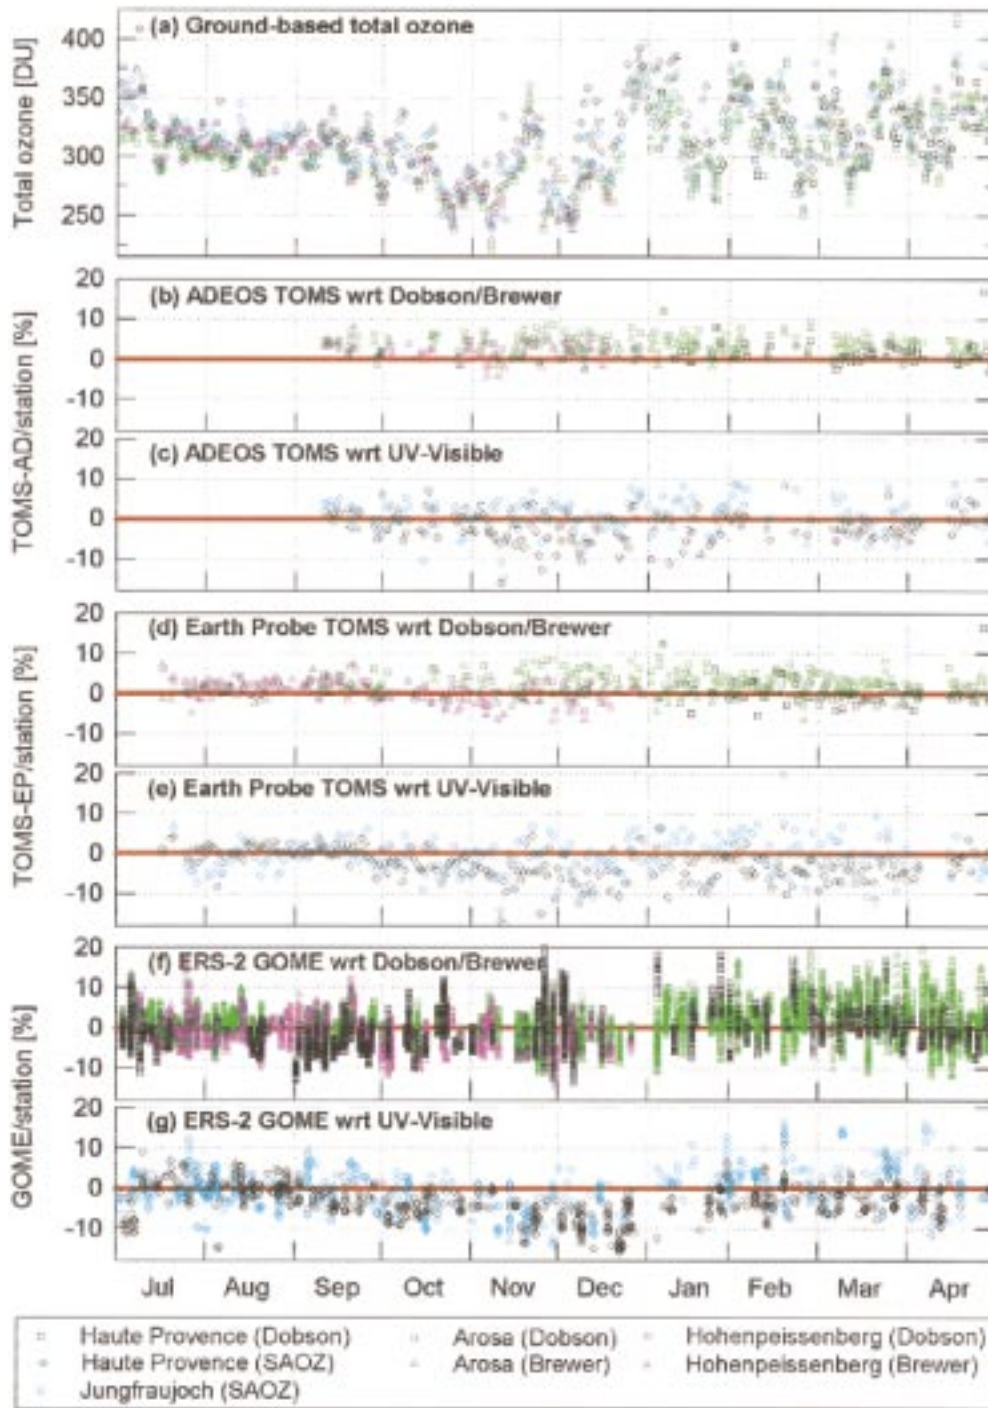 (a) Ground-based total ozone
Total ozone [DU]
400
350
300
250
(b) ADEOS TOMS wrt Dobson/Brewer
TOMS-AD/station [%]
20
10
0
-10
(c) ADEOS TOMS wrt UV-Visible
20
10
0
-10
(d) Earth Probe TOMS wrt Dobson/Brewer
TOMS-EP/station [%]
20
10
0
-10
(e) Earth Probe TOMS wrt UV-Visible
20
10
0
-10
(f) ERS-2 GOME wrt Dobson/Brewer
GOME/station [%]
20
10
0
-10
(g) ERS-2 GOME wrt UV-Visible
20
10
0
-10
Jul Aug Sep Oct Nov Dec Jan Feb Mar Apr
Haute Provence (Dobson) Arosa (Dobson) Hohenpeissenberg (Dobson)
Haute Provence (SAOZ) Arosa (Brewer) Hohenpeissenberg (Brewer)
Jungfraujoch (SAOZ)